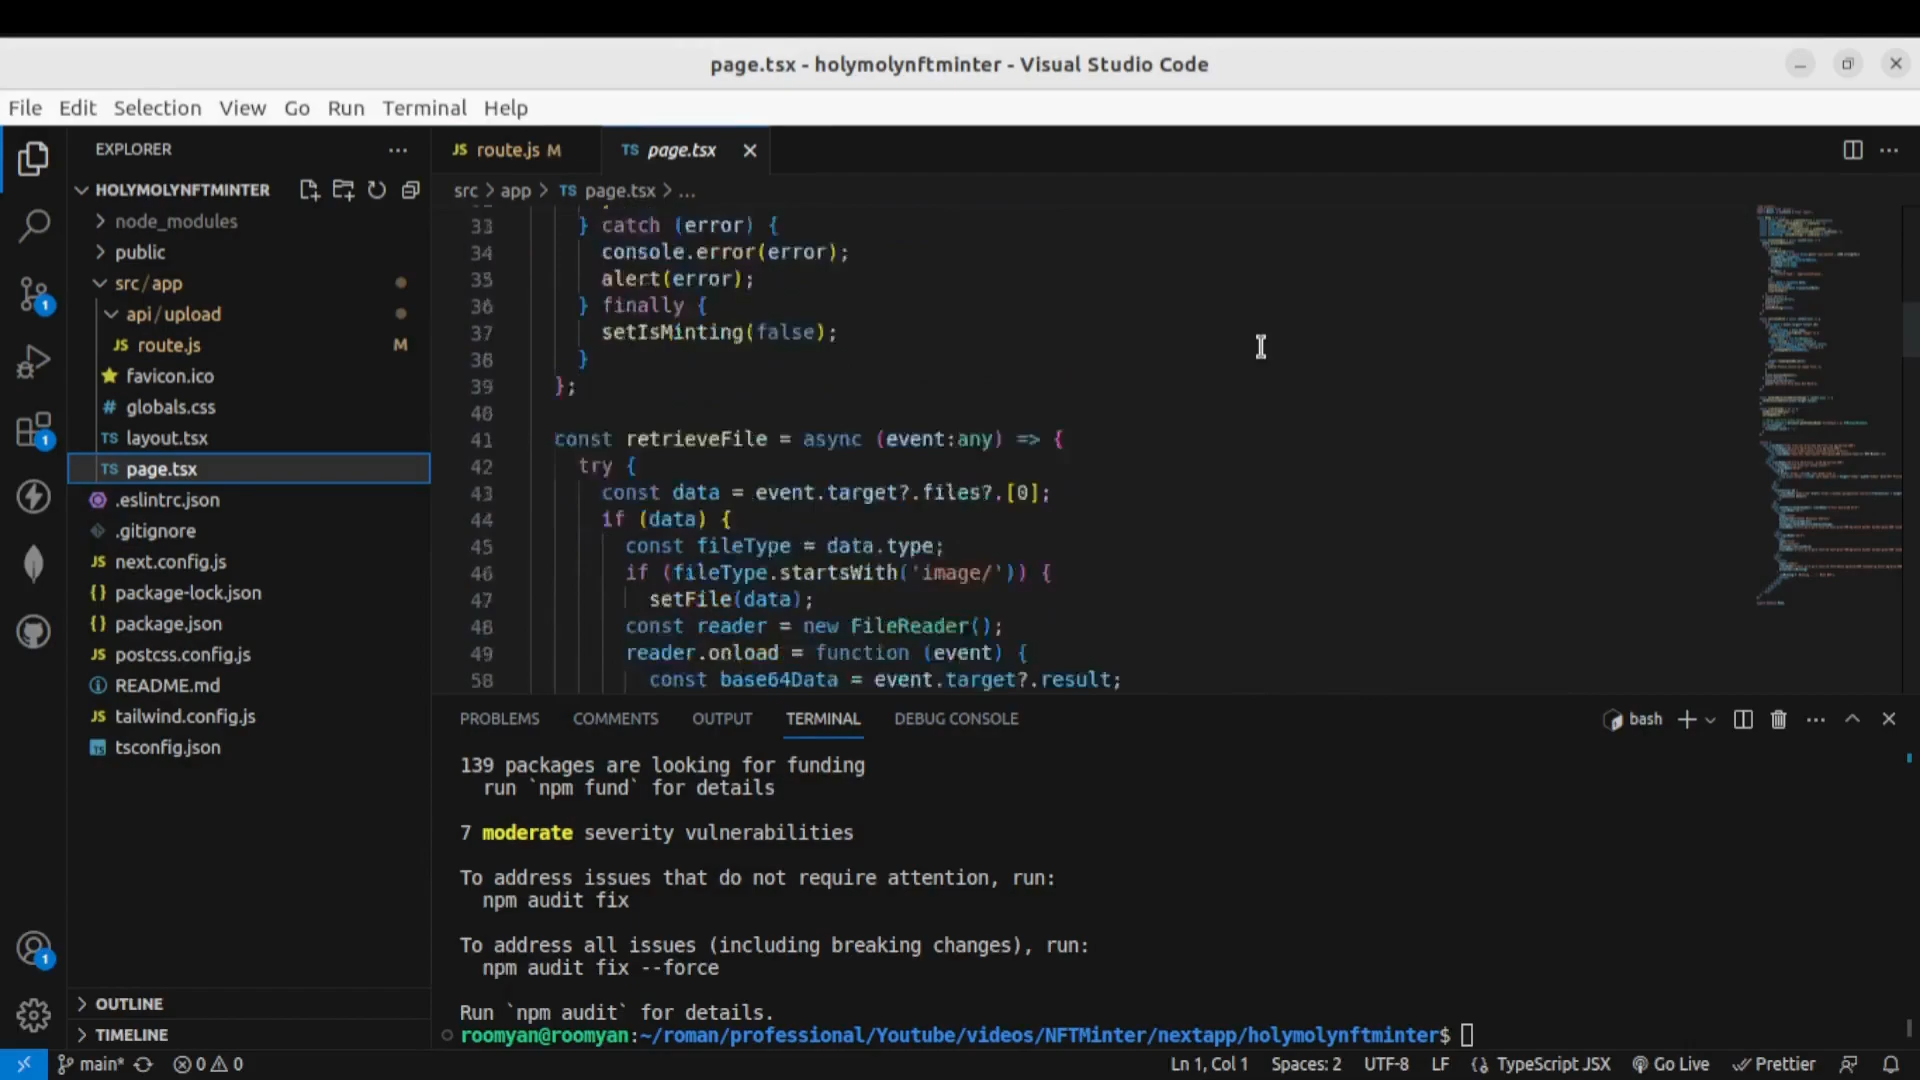 page.tsx - holymolynftminter - Visual Studio Code
File Edit Selection View Go Run Terminal Help
EXPLORER
HOLYMOLYNFTMINTER
node_modules
public
src/app
api/upload
JS route.js M
favicon.ico
# globals.css
TS layout.tsx
TS page.tsx
.eslintrc.json
.gitignore
JS next.config.js
{} package-lock.json
{} package.json
JS postcss.config.js
README.md
JS tailwind.config.js
TS tsconfig.json
OUTLINE
TIMELINE
1
1
1
JS route.js M
TS page.tsx
src > app > TS page.tsx > ...
33 } catch (error) {
34 console.error(error);
35 alert(error);
36 } finally {
37 setIsMinting(false);
38 }
39 };
40
41 const retrieveFile = async (event:any) => {
42 try {
43 const data = event.target?.files?.[0];
44 if (data) {
45 const fileType = data.type;
46 if (fileType.startsWith('image/')) {
47 setFile(data);
48 const reader = new FileReader();
49 reader.onload = function (event) {
50 const base64Data = event.target?.result;
PROBLEMS COMMENTS OUTPUT TERMINAL DEBUG CONSOLE
bash
139 packages are looking for funding
run `npm fund` for details
7 moderate severity vulnerabilities
To address issues that do not require attention, run:
npm audit fix
To address all issues (including breaking changes), run:
npm audit fix --force
Run `npm audit` for details.
roomyan@roomyan:~/roman/professional/Youtube/videos/NFTMinter/nextapp/holymolynftminter$
main* 0 0
Ln 1, Col 1 Spaces: 2 UTF-8 LF {} TypeScript JSX Go Live Prettier